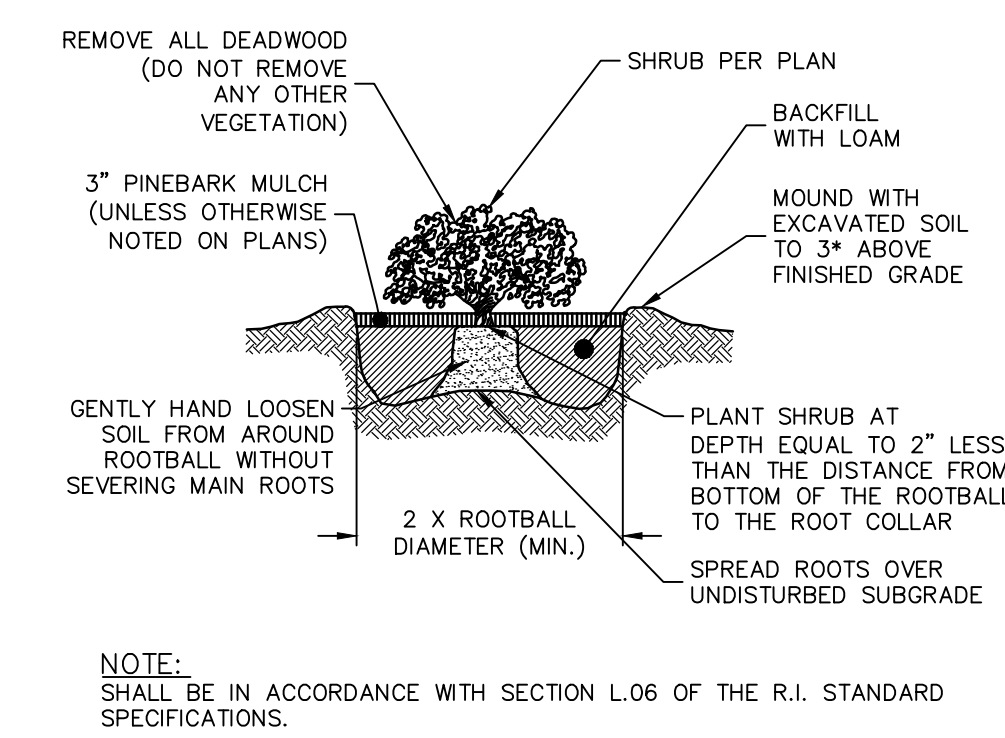 REMOVE ALL DEADWOOD
(DO NOT REMOVE
ANY OTHER
VEGETATION)
SHRUB PER PLAN
BACKFILL
WITH LOAM
3" PINEBARK MULCH
(UNLESS OTHERWISE
NOTED ON PLANS)
MOUND WITH
EXCAVATED SOIL
TO 3* ABOVE
FINISHED GRADE
GENTLY HAND LOOSEN
SOIL FROM AROUND
ROOTBALL WITHOUT
SEVERING MAIN ROOTS
PLANT SHRUB AT
DEPTH EQUAL TO 2" LESS
THAN THE DISTANCE FROM
BOTTOM OF THE ROOTBALL
TO THE ROOT COLLAR
2 X ROOTBALL
DIAMETER (MIN.)
SPREAD ROOTS OVER
UNDISTURBED SUBGRADE
NOTE:
SHALL BE IN ACCORDANCE WITH SECTION L.06 OF THE R.I. STANDARD
SPECIFICATIONS.